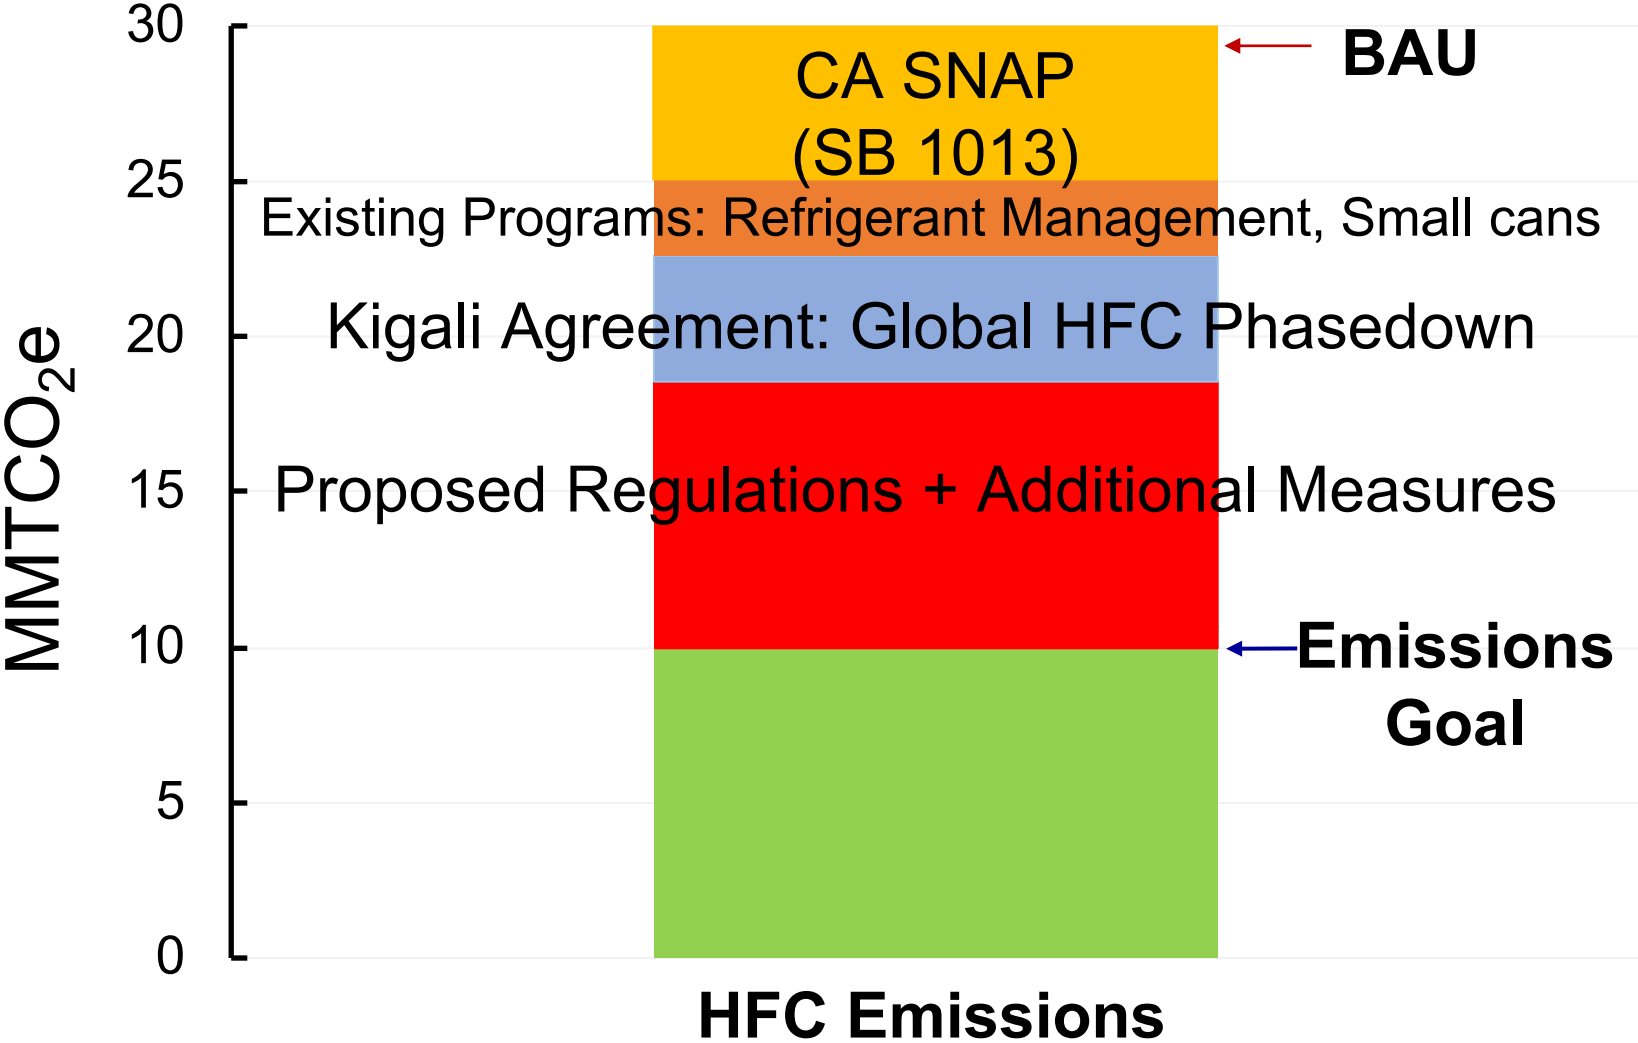 30
BAU
CA SNAP
(SB 1013)
25
Existing Programs: Refrigerant Management, Small cans
20
Kigali Agreement: Global HFC Phasedown
MMTCO₂e
15
Proposed Regulations + Additional Measures
10
Emissions
Goal
5
0
HFC Emissions